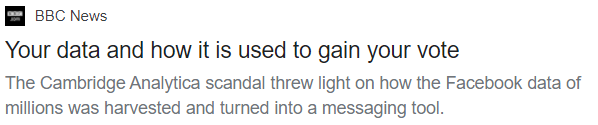 BBC News
Your data and how it is used to gain your vote
The Cambridge Analytica scandal threw light on how the Facebook data of
millions was harvested and turned into a messaging tool.